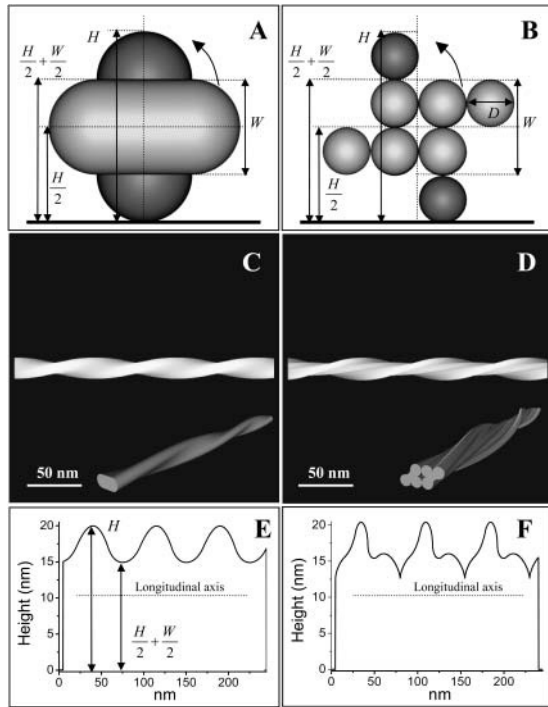 A
H
H/2 + W/2
W
H/2
B
H
H/2 + W/2
D
W
H/2
C
50 nm
D
50 nm
E
Height (nm)
20
15
10
5
0
H
Longitudinal axis
H/2 + W/2
0 50 100 150 200
nm
F
Height (nm)
20
15
10
5
0
Longitudinal axis
0 50 100 150 200
nm